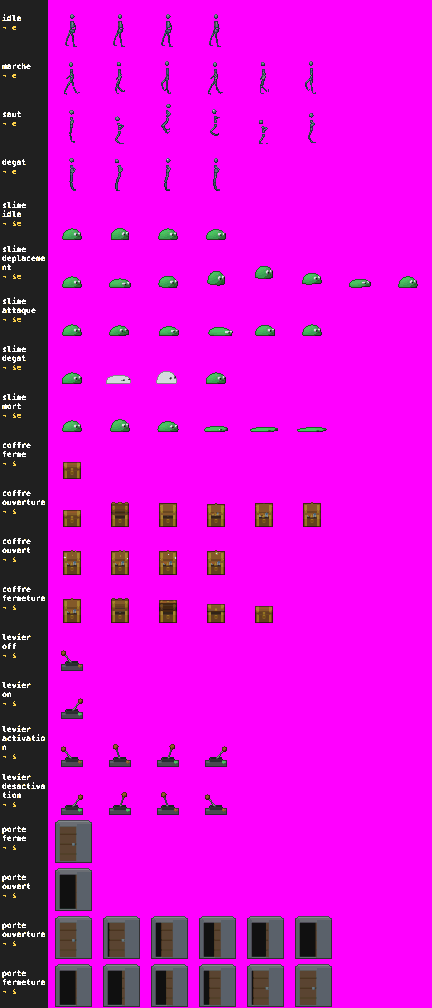 idle
→ e
marche
→ e
saut
→ e
degat
→ e
slime
idle
→ se
slime
deplaceme
nt
→ se
slime
attaque
→ se
slime
degat
→ se
slime
mort
→ se
coffre
ferme
→ s
coffre
ouverture
→ s
coffre
ouvert
→ s
coffre
fermeture
→ s
levier
off
→ s
levier
on
→ s
levier
activatio
n
→ s
levier
desactiva
tion
→ s
porte
ferme
→ s
porte
ouvert
→ s
porte
ouverture
→ s
porte
fermeture
→ s